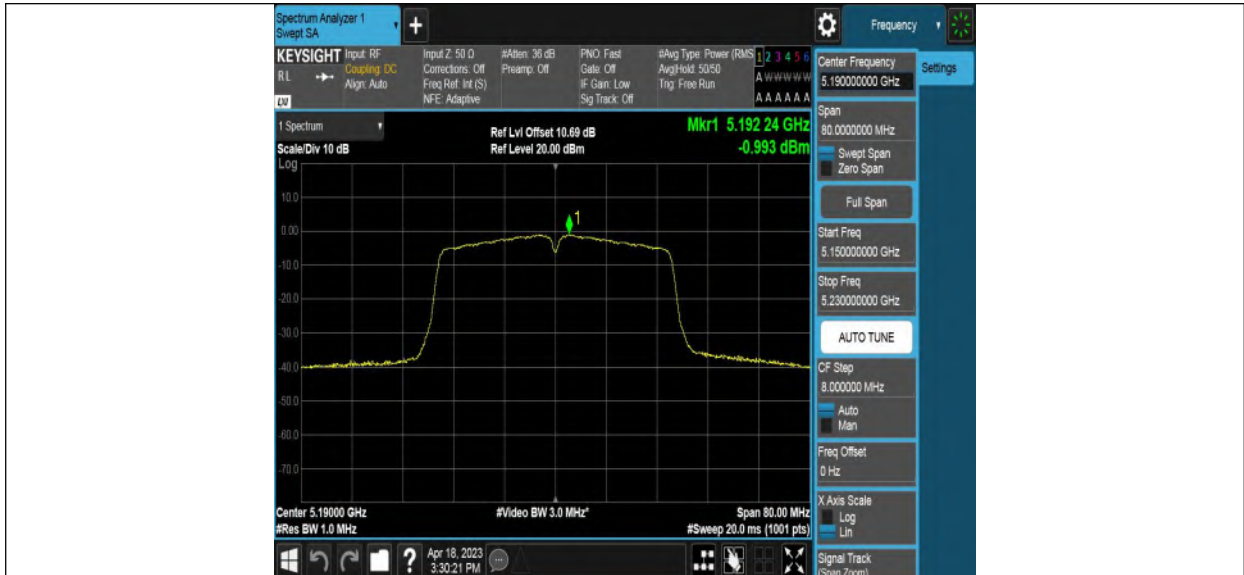 Spectrum Analyzer 1
Swept SA
+
Frequency
KEYSIGHT
RL
LXI
Input: RF
Coupling: DC
Align: Auto
Input Z: 50 Ω
Corrections: Off
Freq Ref: Int (S)
NFE: Adaptive
#Atten: 36 dB
Preamp: Off
PNO: Fast
Gate: Off
IF Gain: Low
Sig Track: Off
#Avg Type: Power (RMS
Avg|Hold: 50/50
Trig: Free Run
1 2 3 4 5 6
A W W W W W
A A A A A A
1 Spectrum
Scale/Div 10 dB
Log
Ref Lvl Offset 10.69 dB
Ref Level 20.00 dBm
Mkr1 5.192 24 GHz
-0.993 dBm
10.0
0.00
-10.0
-20.0
-30.0
-40.0
-50.0
-60.0
-70.0
1
Center 5.19000 GHz
#Res BW 1.0 MHz
#Video BW 3.0 MHz*
Span 80.00 MHz
#Sweep 20.0 ms (1001 pts)
?
Apr 18, 2023
3:30:21 PM
Center Frequency
5.190000000 GHz
Settings
Span
80.0000000 MHz
Swept Span
Zero Span
Full Span
Start Freq
5.150000000 GHz
Stop Freq
5.230000000 GHz
AUTO TUNE
CF Step
8.000000 MHz
Auto
Man
Freq Offset
0 Hz
X Axis Scale
Log
Lin
Signal Track
(Span Zoom)